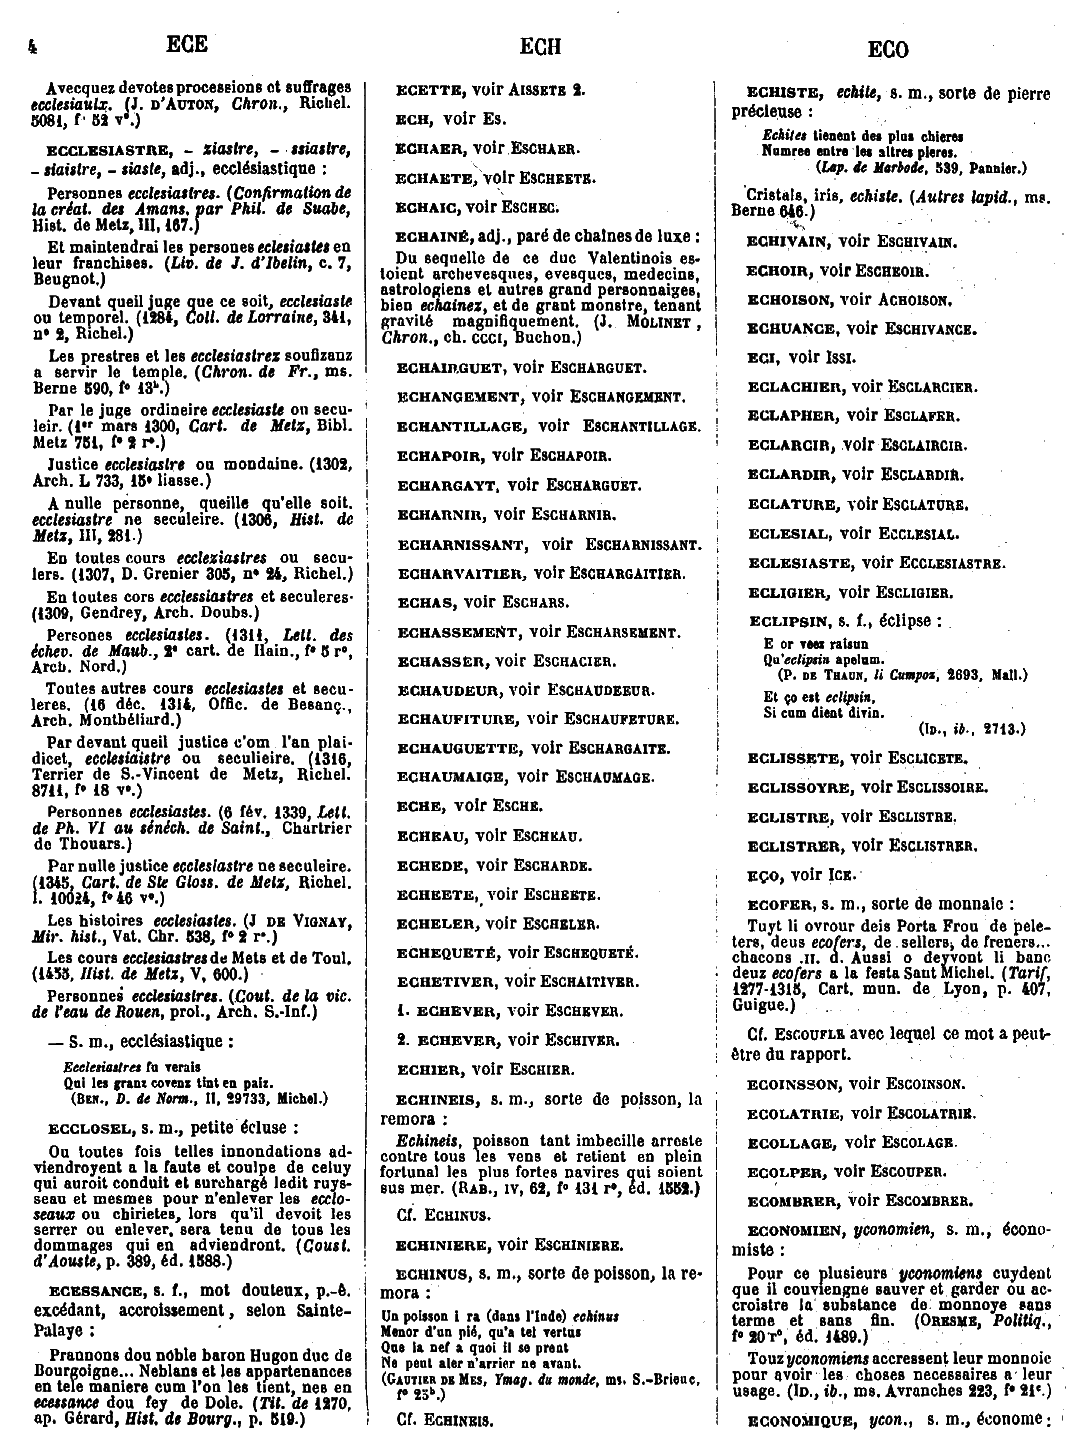 4
ECE
ECH
ECO
Avecquez devotes processions et suffrages
ecclesiaulx. (J. D'AUTON, Chron., Richel.
5081, f° 52 v°.)
ECCLESIASTRE, - ziastre, - ssiastre,
- siaistre, - siaste, adj., ecclésiastique :
Personnes ecclesiastres. (Confirmation de
la créat. des Amans, par Phil. de Suabe,
Hist. de Metz, III, 167.)
Et maintendrai les persones eclesiastes en
leur franchises. (Liv. de J. d'Ibelin, c. 7,
Beugnot.)
Devant queil juge que ce soit, ecclesiaste
ou temporel. (1284, Coll. de Lorraine, 341,
n° 2, Richel.)
Les prestres et les ecclesiastrez soufizanz
a servir le temple. (Chron. de Fr., ms.
Berne 590, f° 13b.)
Par le juge ordineire ecclesiaste ou secu-
leir. (1er mars 1300, Cart. de Metz, Bibl.
Metz 751, f° 2 r°.)
Justice ecclesiastre ou mondaine. (1302,
Arch. L 733, 15e liasse.)
A nulle personne, queille qu'elle soit.
ecclesiastre ne seculeire. (1306, Hist. de
Metz, III, 281.)
En toutes cours ecclexiastres ou secu-
lers. (1307, D. Grenier 305, n° 24, Richel.)
En toutes cors ecclessiastres et seculeres.
(1309, Gendrey, Arch. Doubs.)
Persones ecclesiastes. (1311, Lett. des
échev. de Maub., 2e cart. de Hain., f° 5 r°,
Arch. Nord.)
Toutes autres cours ecclesiastes et secu-
leres. (16 déc. 1314, Offic. de Besanç.,
Arch. Montbéliard.)
Par devant queil justice c'om l'an plai-
dicet, ecclesiaistre ou seculieire. (1316,
Terrier de S.-Vincent de Metz, Richel.
8711, f° 18 v°.)
Personnes ecclesiastes. (6 fév. 1339, Lett.
de Ph. VI au sénéch. de Saint., Chartrier
de Thouars.)
Par nulle justice ecclesiastre ne seculeire.
(1345, Cart. de Ste Gloss. de Metz, Richel.
l. 10024, f° 46 v°.)
Les histoires ecclesiastes. (J DE VIGNAY,
Mir. hist., Vat. Chr. 538, f° 2 r°.)
Les cours ecclesiastres de Mets et de Toul.
(1455, Hist. de Metz, V, 600.)
Personnes ecclesiastres. (Cout. de la vic.
de l'eau de Rouen, prol., Arch. S.-Inf.)
— S. m., ecclésiastique :
Ecclesiastres fu verais
Qui les granz covenz tint en paiz.
(BEN., D. de Norm., II, 29733, Michel.)
ECCLOSEL, s. m., petite écluse :
Ou toutes fois telles innondations ad-
viendroyent a la faute et coulpe de celuy
qui auroit conduit et surchargé ledit ruys-
seau et mesmes pour n'enlever les ecclo-
seaux ou chirietes, lors qu'il devoit les
serrer ou enlever, sera tenu de tous les
dommages qui en adviendront. (Coust.
d'Aouste, p. 389, éd. 1588.)
ECESSANCE, s. f., mot douteux, p.-ê.
excédant, accroissement, selon Sainte-
Palaye :
Prannons dou noble baron Hugon duc de
Bourgoigne... Neblans et les appartenances
en tele maniere cum l'on les tient, nes en
ecessance dou fey de Dole. (Tit. de 1270,
ap. Gérard, Hist. de Bourg., p. 519.)
ECETTE, voir AISSETE 2.
ECH, voir ES.
ECHAER, voir ESCHAER.
ECHAETE, voir ESCHEETE.
ECHAIC, voir ESCHEC.
ECHAINÉ, adj., paré de chaînes de luxe :
Du sequelle de ce duc Valentinois es-
toient archevesques, evesques, medecins,
astrologiens et autres grand personnaiges,
bien echainez, et de grant monstre, tenant
gravité magnifiquement. (J. MOLINET,
Chron., ch. CCCI, Buchon.)
ECHAIRGUET, voir ESCHARGUET.
ECHANGEMENT, voir ESCHANGEMENT.
ECHANTILLAGE, voir ESCHANTILLAGE.
ECHAPOIR, voir ESCHAPOIR.
ECHARGAYT, voir ESCHARGUET.
ECHARNIR, voir ESCHARNIR.
ECHARNISSANT, voir ESCHARNISSANT.
ECHARVAITIER, voir ESCHARGAITIER.
ECHAS, voir ESCHARS.
ECHASSEMENT, voir ESCHARSEMENT.
ECHASSER, voir ESCHACIER.
ECHAUDEUR, voir ESCHAUDEEUR.
ECHAUFITURE, voir ESCHAUFETURE.
ECHAUGUETTE, voir ESCHARGAITE.
ECHAUMAIGE, voir ESCHAUMAGE.
ECHE, voir ESCHE.
ECHEAU, voir ESCHEAU.
ECHEDE, voir ESCHARDE.
ECHEETE, voir ESCHEETE.
ECHELER, voir ESCHELER.
ECHEQUETÉ, voir ESCHEQUETÉ.
ECHETIVER, voir ESCHAITIVER.
1. ECHEVER, voir ESCHEVER.
2. ECHEVER, voir ESCHIVER.
ECHIER, voir ESCHIER.
ECHINEIS, s. m., sorte de poisson, la
remora :
Echineis, poisson tant imbecille arreste
contre tous les vens et retient en plein
fortunal les plus fortes navires qui soient
sus mer. (RAB., IV, 62, f° 131 r°, éd. 1552.)
Cf. ECHINUS.
ECHINIERE, voir ESCHINIERE.
ECHINUS, s. m., sorte de poisson, la re-
mora :
Un poisson i ra (dans l'Inde) echinus
Menor d'un pié, qu'a tel vertus
Que la nef a quoi il se prent
Ne peut aler n'arrier ne avant.
(GAUTIER DE MES, Ymag. du monde, ms. S.-Brieuc,
f° 25b.)
Cf. ECHINEIS.
ECHISTE, echite, s. m., sorte de pierre
précieuse :
Echites tienent des plus chieres
Numree entre les altres pieres.
(Lap. de Marbode, 539, Pannier.)
Cristals, iris, echiste. (Autres lapid., ms.
Berne 646.)
ECHIVAIN, voir ESCHIVAIN.
ECHOIR, voir ESCHEOIR.
ECHOISON, voir ACHOISON.
ECHUANCE, voir ESCHIVANCE.
ECI, voir ISSI.
ECLACHIER, voir ESCLARCIER.
ECLAPHER, voir ESCLAFER.
ECLARCIR, voir ESCLAIRCIR.
ECLARDIR, voir ESCLARDIR.
ECLATURE, voir ESCLATURE.
ECLESIAL, voir ECCLESIAL.
ECLESIASTE, voir ECCLESIASTRE.
ECLIGIER, voir ESCLIGIER.
ECLIPSIN, s. f., éclipse :
E or veez raisun
Qu'eclipsin apelum.
(P. DE THAUN, li Cumpoz, 2693, Mall.)
Et ço est eclipsin,
Si cum dient divin.
(ID., ib., 2713.)
ECLISSETE, voir ESCLICETE.
ECLISSOYRE, voir ESCLISSOIRE.
ECLISTRE, voir ESCLISTRE.
ECLISTRER, voir ESCLISTRER.
EÇO, voir ICE.
ECOFER, s. m., sorte de monnaie :
Tuyt li ovrour deis Porta Frou de pele-
ters, deus ecofers, de sellers, de freners...
chacons .II. d. Aussi o deyvont li banc
deuz ecofers a la festa Saut Michel. (Tarif,
1277-1315, Cart. mun. de Lyon, p. 407,
Guigue.)
Cf. ESCOUFLE avec lequel ce mot a peut-
être du rapport.
ECOINSSON, voir ESCOINSON.
ECOLATRIE, voir ESCOLATRIE.
ECOLLAGE, voir ESCOLAGE.
ECOLPER, voir ESCOUPER.
ECOMBRER, voir ESCOMBRER.
ECONOMIEN, yconomien, s. m., écono-
miste :
Pour ce plusieurs yconomiens cuydent
que il couviengne sauver et garder ou ac-
croistre la substance de monnoye sans
terme et sans fin. (ORESME, Politiq.,
f° 20 r°, éd. 1489.)
Touz yconomiens accressent leur monnoie
pour avoir les choses necessaires a leur
usage. (ID., ib., ms. Avranches 223, f° 21c.)
ECONOMIQUE, ycon., s. m., économe :